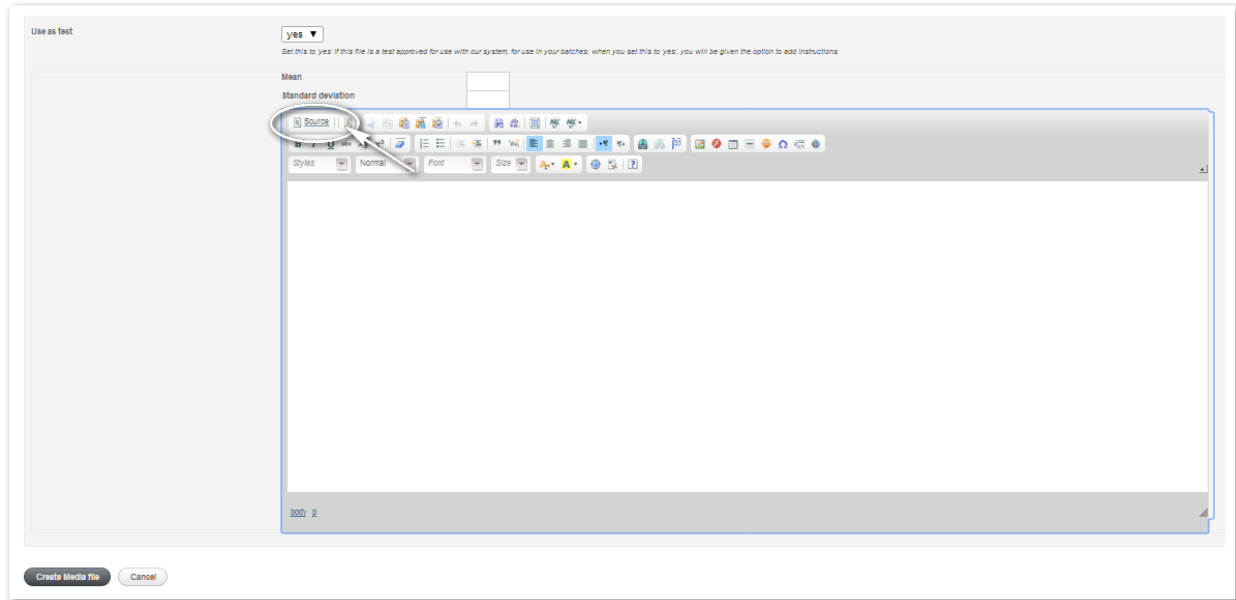 Use as test
yes ▼
Set this to 'yes' if this file is a test approved for use with our system, for use in your batches; when you set this to 'yes', you will be given the option to add instructions
Mean
Standard deviation
Source
Styles Normal Font Size
body p
Create Media file Cancel